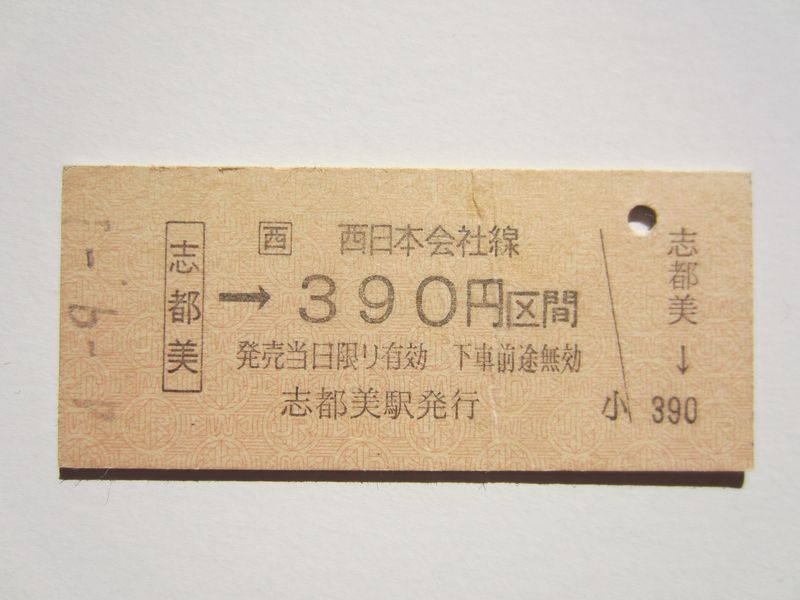 志都美
西 西日本会社線
→390円区間
発売当日限り有効 下車前途無効
志都美駅発行
志都美
↓
小 390